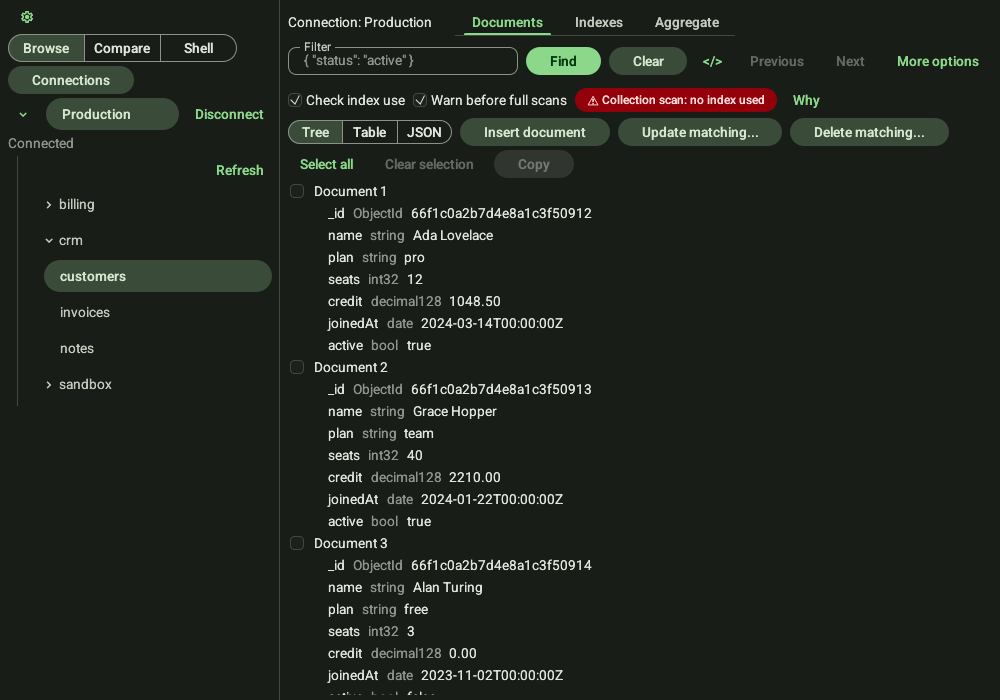 Browse Compare Shell
Connections
Production Disconnect
Connected
Refresh
billing
crm
customers
invoices
notes
sandbox
Connection: Production Documents Indexes Aggregate
Filter
{ "status": "active" } Find Clear </> Previous Next More options
Check index use Warn before full scans ⚠ Collection scan: no index used Why
Tree Table JSON Insert document Update matching... Delete matching...
Select all Clear selection Copy
Document 1
_id ObjectId 66f1c0a2b7d4e8a1c3f50912
name string Ada Lovelace
plan string pro
seats int32 12
credit decimal128 1048.50
joinedAt date 2024-03-14T00:00:00Z
active bool true
Document 2
_id ObjectId 66f1c0a2b7d4e8a1c3f50913
name string Grace Hopper
plan string team
seats int32 40
credit decimal128 2210.00
joinedAt date 2024-01-22T00:00:00Z
active bool true
Document 3
_id ObjectId 66f1c0a2b7d4e8a1c3f50914
name string Alan Turing
plan string free
seats int32 3
credit decimal128 0.00
joinedAt date 2023-11-02T00:00:00Z